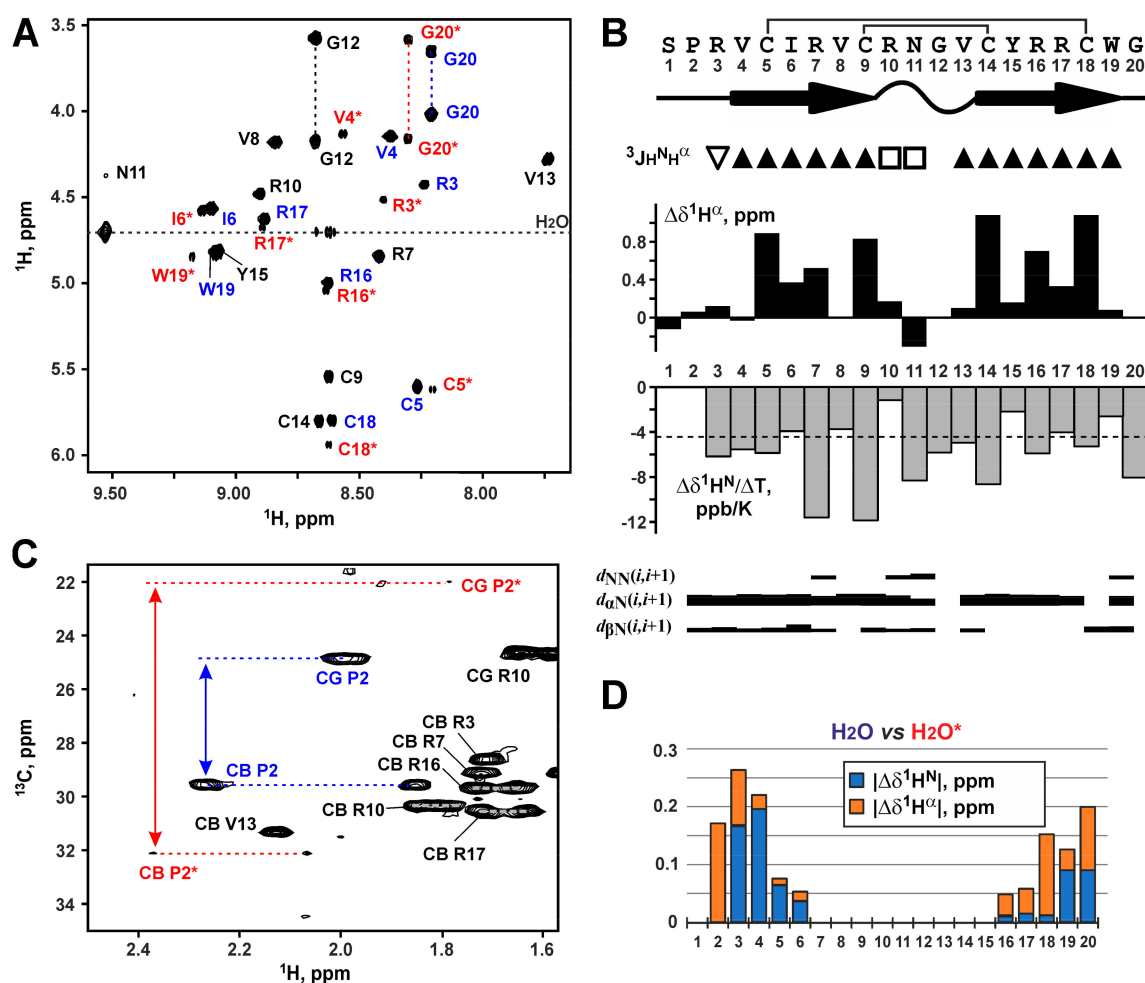 A
3.5
4.0
4.5
5.0
5.5
6.0
¹H, ppm
9.50
9.00
8.50
8.00
¹H, ppm
G12
G20*
G20
V4*
G20
V8
G12
V4
G20*
V13
N11
R10
R3
I6*
I6
R17
R3*
H2O
R17*
W19*
Y15
R7
W19
R16
R16*
C9
C5*
C5
C14
C18
C18*
B
S P R V C I R V C R N G V C Y R R C W G
1 2 3 4 5 6 7 8 9 10 11 12 13 14 15 16 17 18 19 20
³JHᴺHᵅ
Δδ¹Hᵅ, ppm
0.8
0.4
0
1 2 3 4 5 6 7 8 9 10 11 12 13 14 15 16 17 18 19 20
0
-4
-8
-12
Δδ¹Hᴺ/ΔT,
ppb/K
dNN(i,i+1)
dαN(i,i+1)
dβN(i,i+1)
C
22
24
26
28
30
32
34
¹³C, ppm
2.4
2.2
2.0
1.8
1.6
¹H, ppm
CG P2*
CG P2
CG R10
CB R3
CB R7
CB P2
CB R16
CB R10
CB V13
CB R17
CB P2*
D
H2O vs H2O*
0.3
0.2
0.1
0
|Δδ¹Hᴺ|, ppm
|Δδ¹Hᵅ|, ppm
1 2 3 4 5 6 7 8 9 10 11 12 13 14 15 16 17 18 19 20